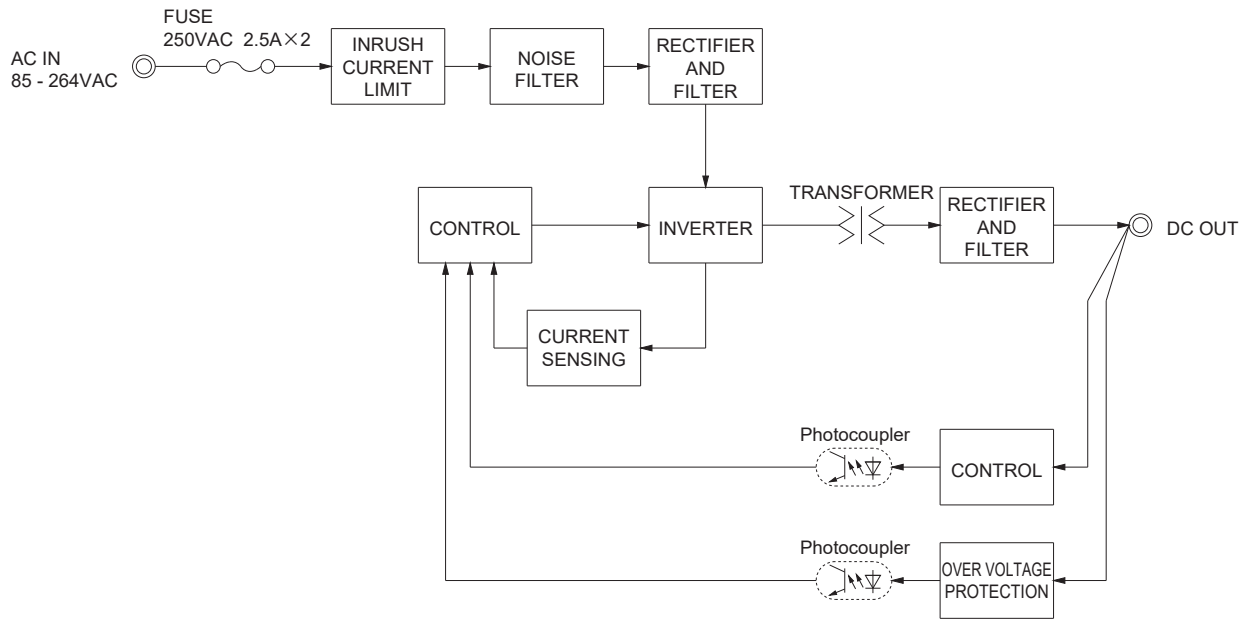 FUSE
250VAC 2.5A×2
AC IN
85 - 264VAC
INRUSH
CURRENT
LIMIT
NOISE
FILTER
RECTIFIER
AND
FILTER
CONTROL
INVERTER
TRANSFORMER
RECTIFIER
AND
FILTER
DC OUT
CURRENT
SENSING
Photocoupler
CONTROL
Photocoupler
OVER VOLTAGE
PROTECTION